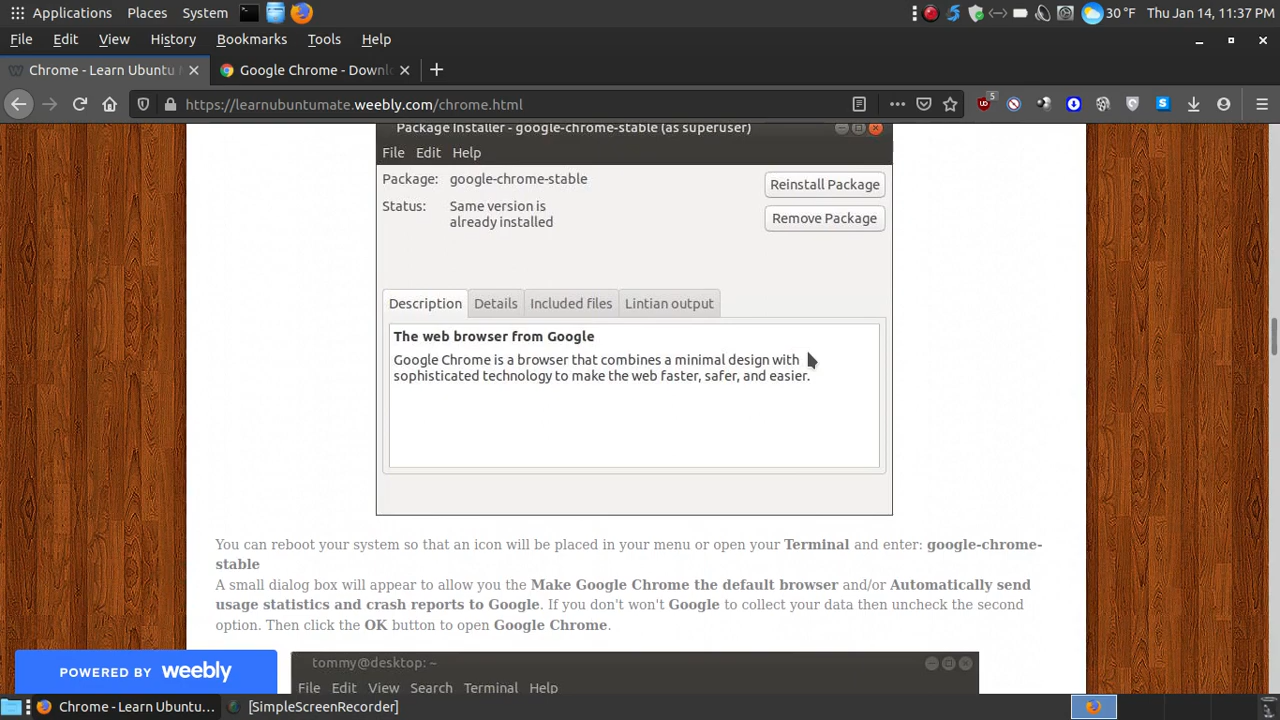 Applications Places System 30 °F Thu Jan 14, 11:37 PM
File Edit View History Bookmarks Tools Help
Chrome - Learn Ubuntu Google Chrome - Downl
5
https://learnubuntumate.weebly.com/chrome.html
Package Installer - google-chrome-stable (as superuser)
File Edit Help
Package: google-chrome-stable Reinstall Package
Status: Same version is
already installed Remove Package
Description Details Included files Lintian output
The web browser from Google
Google Chrome is a browser that combines a minimal design with
sophisticated technology to make the web faster, safer, and easier.
You can reboot your system so that an icon will be placed in your menu or open your Terminal and enter: google-chrome-
stable
A small dialog box will appear to allow you the Make Google Chrome the default browser and/or Automatically send
usage statistics and crash reports to Google. If you don't won't Google to collect your data then uncheck the second
option. Then click the OK button to open Google Chrome.
POWERED BY weebly
tommy@desktop: ~
File Edit View Search Terminal Help
Chrome - Learn Ubuntu... [SimpleScreenRecorder]